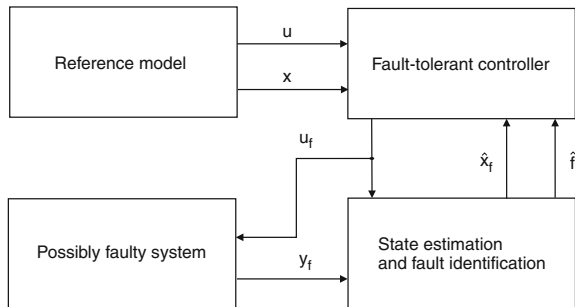 u
Reference model
Fault-tolerant controller
x
u_f
x̂_f
f̂
Possibly faulty system
State estimation
and fault identification
y_f